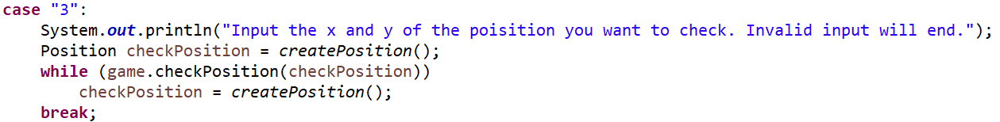 case "3":
    System.out.println("Input the x and y of the poisition you want to check. Invalid input will end.");
    Position checkPosition = createPosition();
    while (game.checkPosition(checkPosition))
        checkPosition = createPosition();
    break;